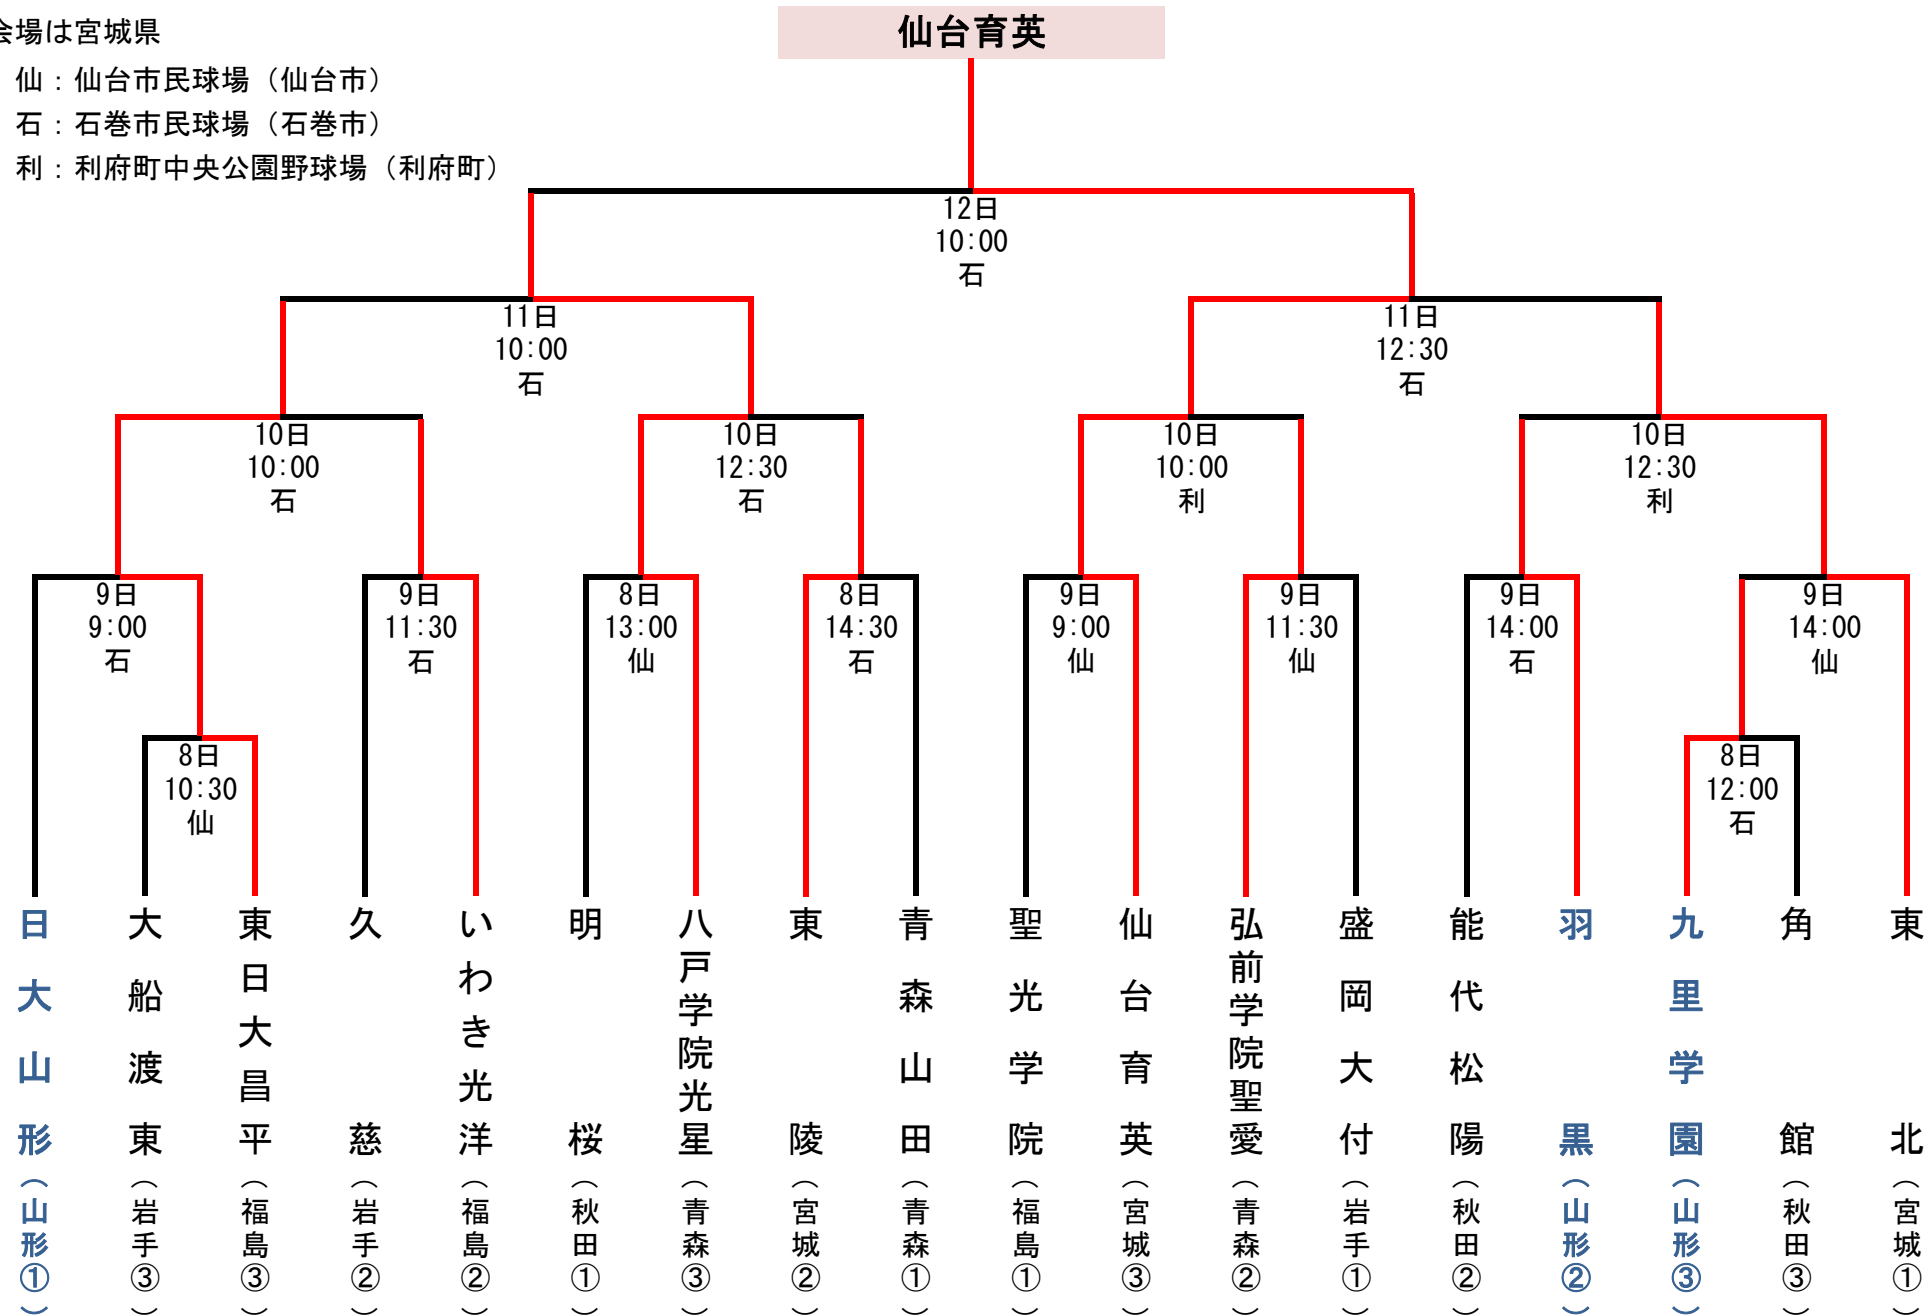 会場は宮城県
仙台育英
仙：仙台市民球場（仙台市）
石：石巻市民球場（石巻市）
利：利府町中央公園野球場（利府町）
12日
10:00
石
11日
10:00
石
11日
12:30
石
10日
10:00
石
10日
12:30
石
10日
10:00
利
10日
12:30
利
9日
9:00
石
9日
11:30
石
8日
13:00
仙
8日
14:30
石
9日
9:00
仙
9日
11:30
仙
9日
14:00
石
9日
14:00
仙
8日
10:30
仙
8日
12:00
石
日大山形（山形①）
大船渡東（岩手③）
東日大昌平（福島③）
久慈（岩手②）
いわき光洋（福島②）
明桜（秋田①）
八戸学院光星（青森③）
東陵（宮城②）
青森山田（青森①）
聖光学院（福島①）
仙台育英（宮城③）
弘前学院聖愛（青森②）
盛岡大付（岩手①）
能代松陽（秋田②）
羽黒（山形②）
九里学園（山形③）
角館（秋田③）
東北（宮城①）